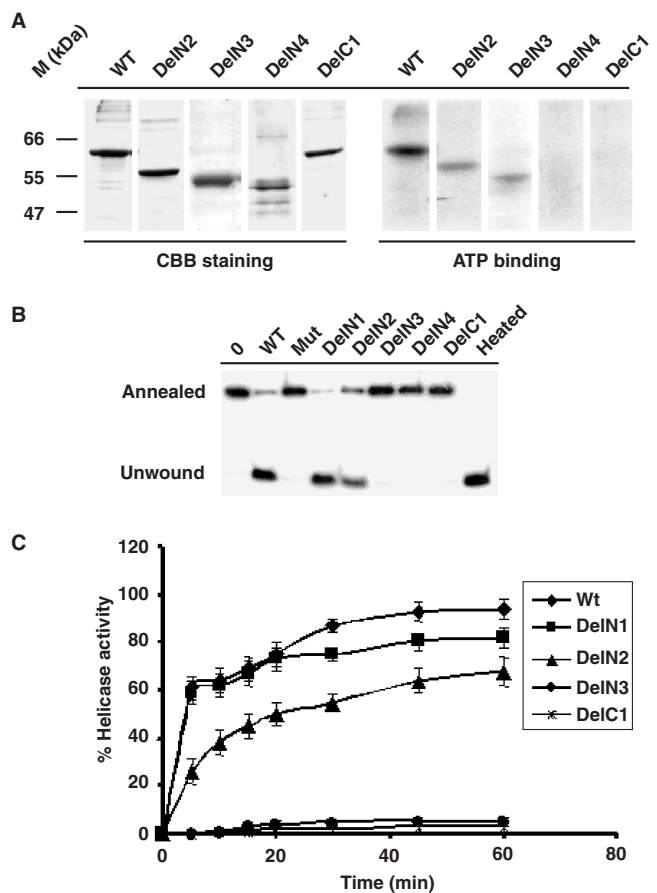 A
M (kDa)
WT
DelN2
DelN3
DelN4
DelC1
WT
DelN2
DelN3
DelN4
DelC1
66
55
47
CBB staining
ATP binding
B
0
WT
Mut
DelN1
DelN2
DelN3
DelN4
DelC1
Heated
Annealed
Unwound
C
% Helicase activity
120
100
80
60
40
20
0
0
20
40
60
80
Time (min)
Wt
DelN1
DelN2
DelN3
DelC1